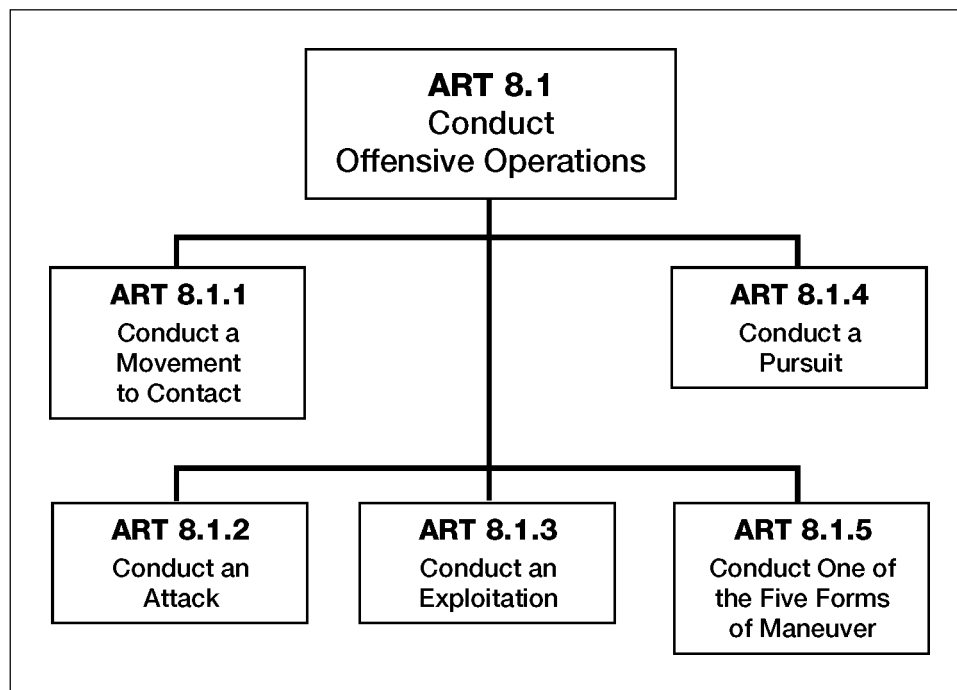 ART 8.1
Conduct
Offensive Operations
ART 8.1.1
Conduct a
Movement
to Contact
ART 8.1.4
Conduct a
Pursuit
ART 8.1.2
Conduct an
Attack
ART 8.1.3
Conduct an
Exploitation
ART 8.1.5
Conduct One of
the Five Forms
of Maneuver